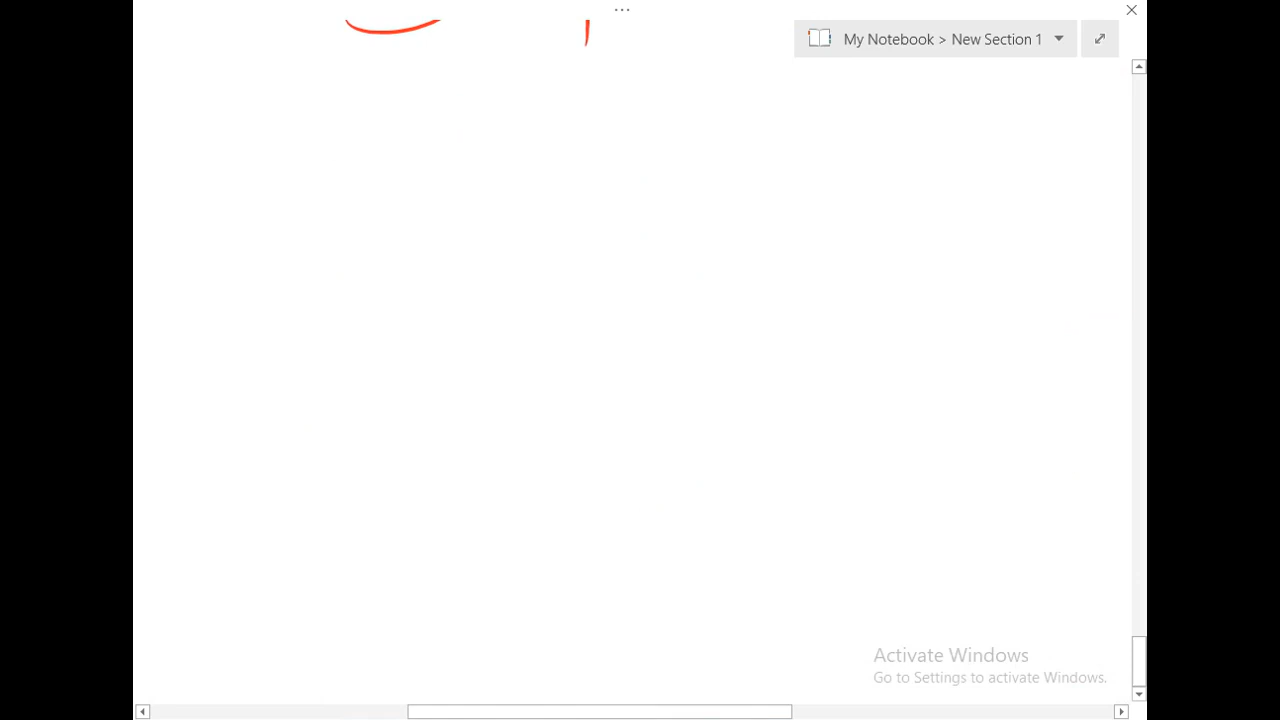 My Notebook > New Section 1
Activate Windows
Go to Settings to activate Windows.